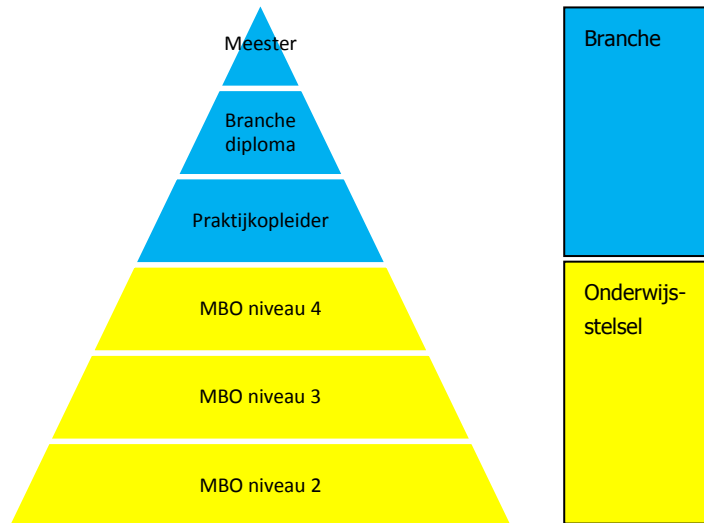 Meester
Branche
diploma
Praktijkopleider
MBO niveau 4
MBO niveau 3
MBO niveau 2
Branche
Onderwijs-
stelsel